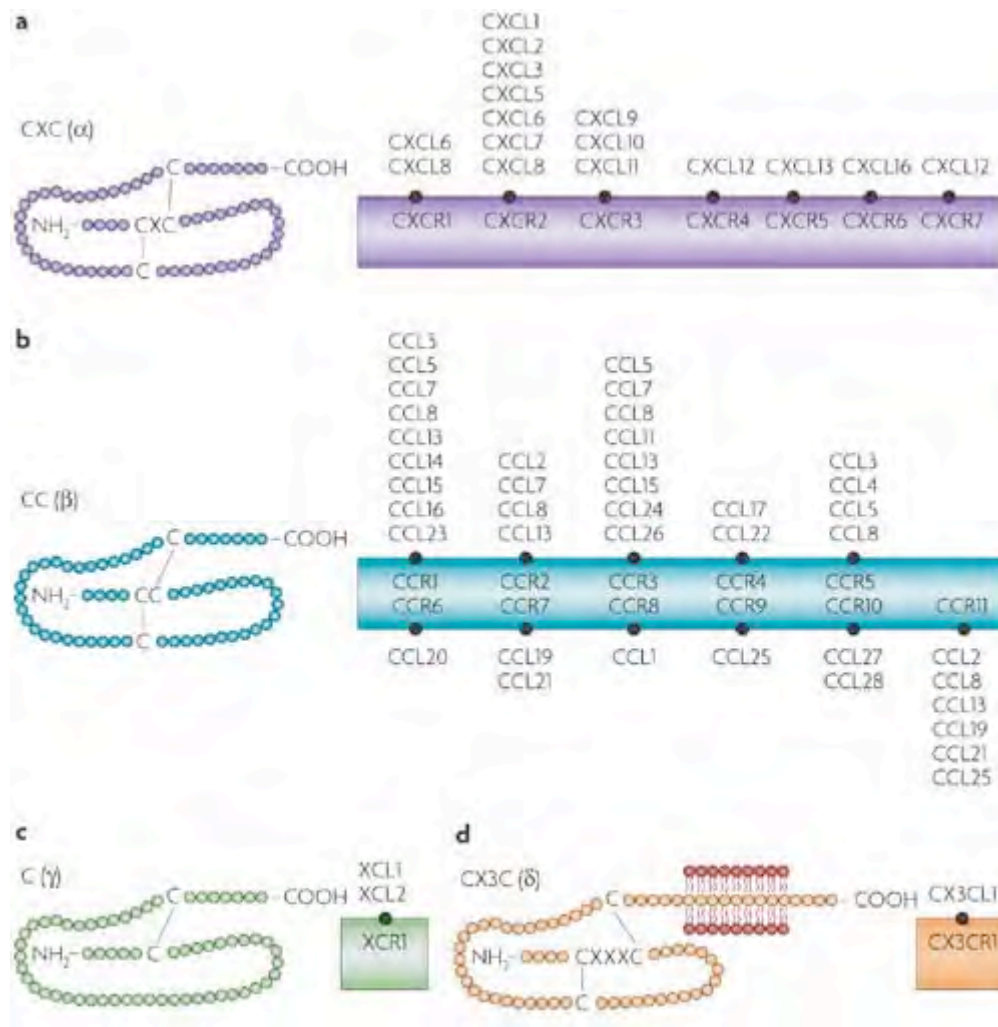 a
CXC (α)
NH2
CXC
C
C
COOH
CXCL6
CXCL8
CXCR1
CXCL1
CXCL2
CXCL3
CXCL5
CXCL6
CXCL7
CXCL8
CXCR2
CXCL9
CXCL10
CXCL11
CXCR3
CXCL12
CXCR4
CXCL13
CXCR5
CXCL16
CXCR6
CXCL12
CXCR7
b
CC (β)
NH2
CC
C
C
COOH
CCL3
CCL5
CCL7
CCL8
CCL13
CCL14
CCL15
CCL16
CCL23
CCR1
CCL2
CCL7
CCL8
CCL13
CCR2
CCL5
CCL7
CCL8
CCL11
CCL13
CCL15
CCL24
CCL26
CCR3
CCL17
CCL22
CCR4
CCL3
CCL4
CCL5
CCL8
CCR5
CCR6
CCL20
CCR7
CCL19
CCL21
CCR8
CCL1
CCR9
CCL25
CCR10
CCL27
CCL28
CCR11
CCL2
CCL8
CCL13
CCL19
CCL21
CCL25
c
C (γ)
NH2
C
C
COOH
XCL1
XCL2
XCR1
d
CX3C (δ)
NH2
CXXXC
C
C
COOH
CX3CL1
CX3CR1